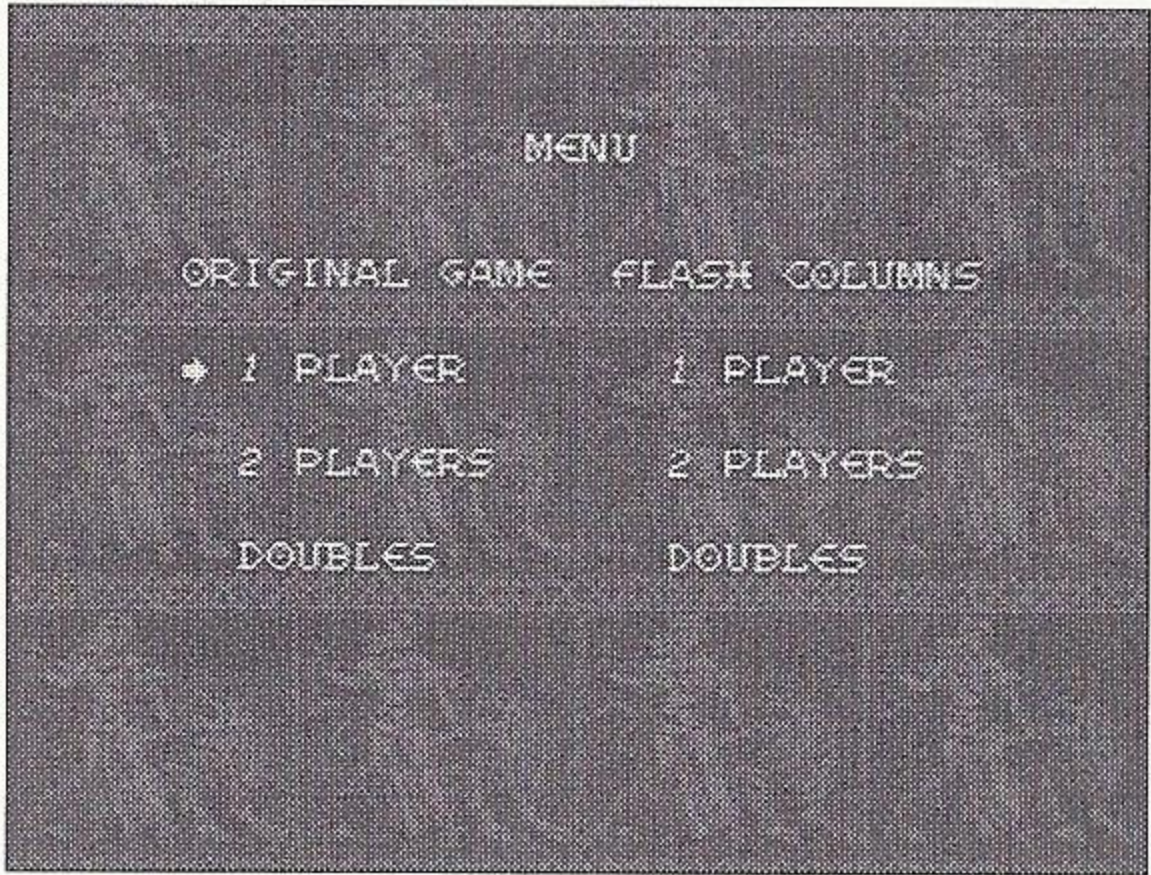 MENU
ORIGINAL GAME FLASH COLUMNS
1 PLAYER 1 PLAYER
2 PLAYERS 2 PLAYERS
DOUBLES DOUBLES